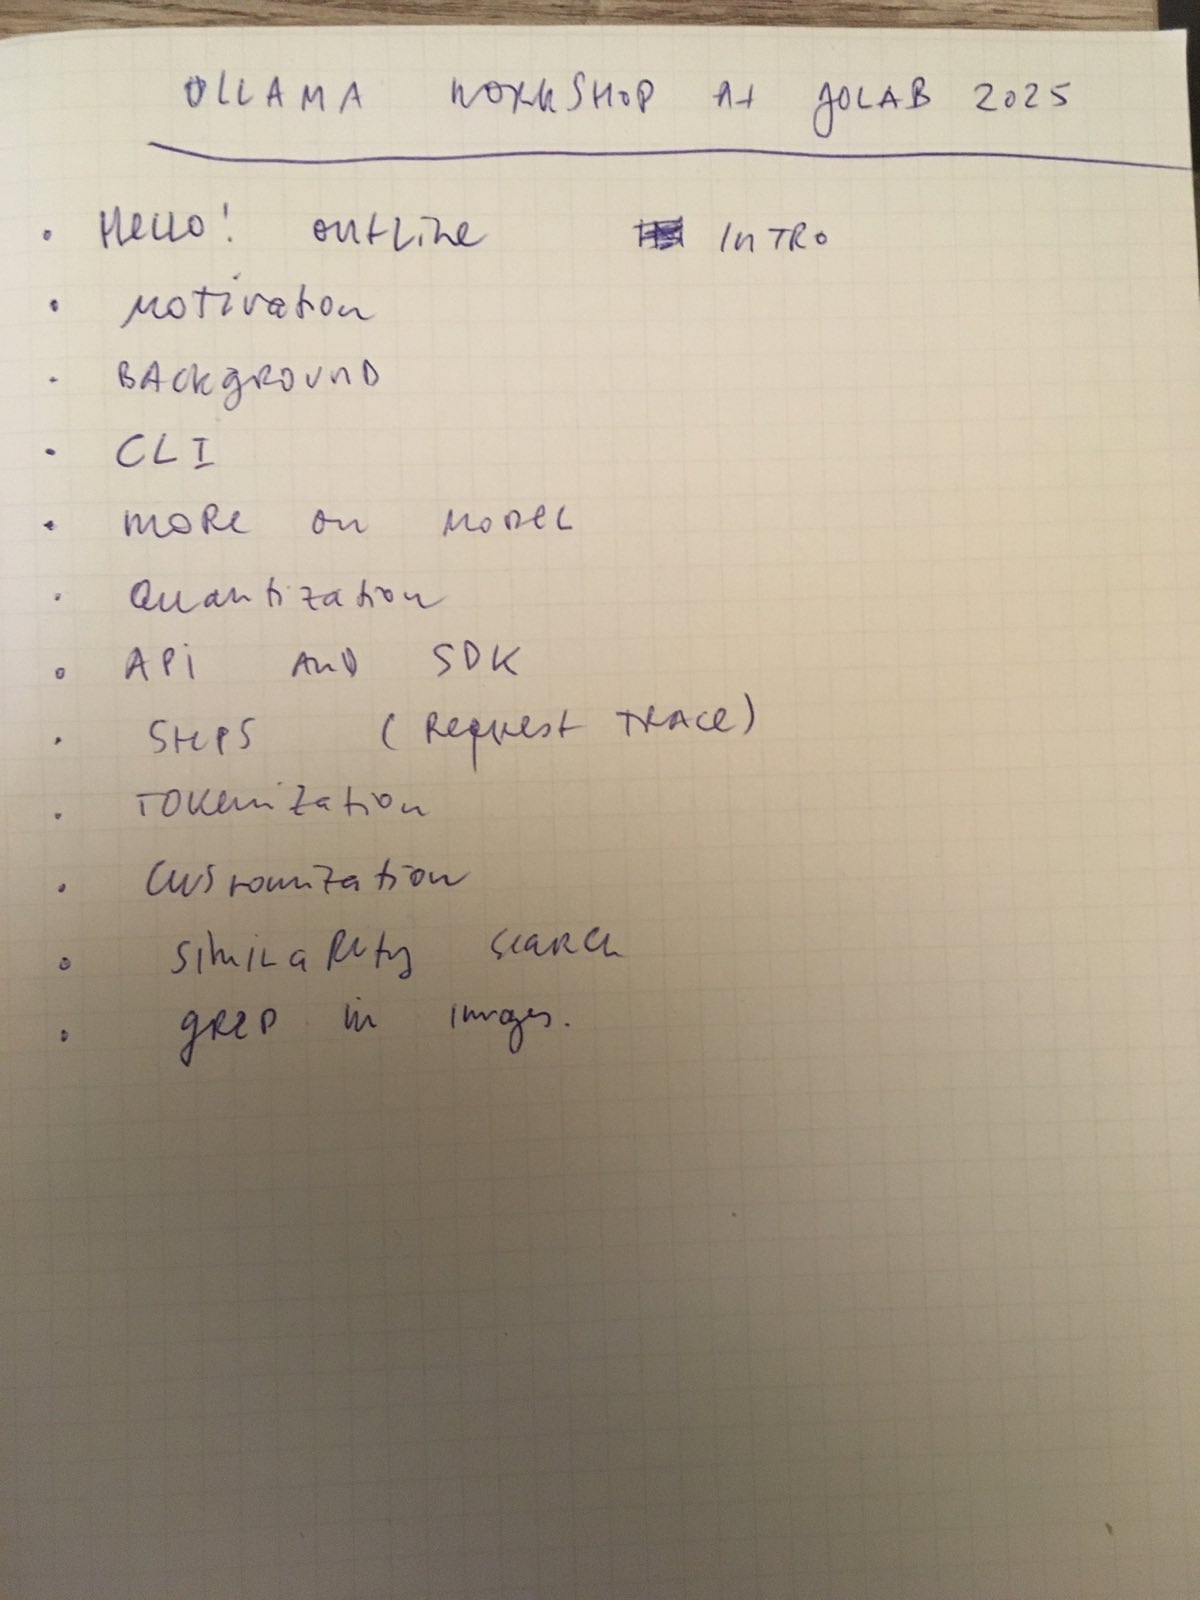 OLLAMA WORKSHOP At GOLAB 2025
• Hello! outline INTRO
• Motivation
• BACKGROUND
• CLI
• more on Model
• Quantization
• API AND SDK
• STEPS (Request TRACE)
• Tokenization
• Customization
• Similarity search
• grep in images.